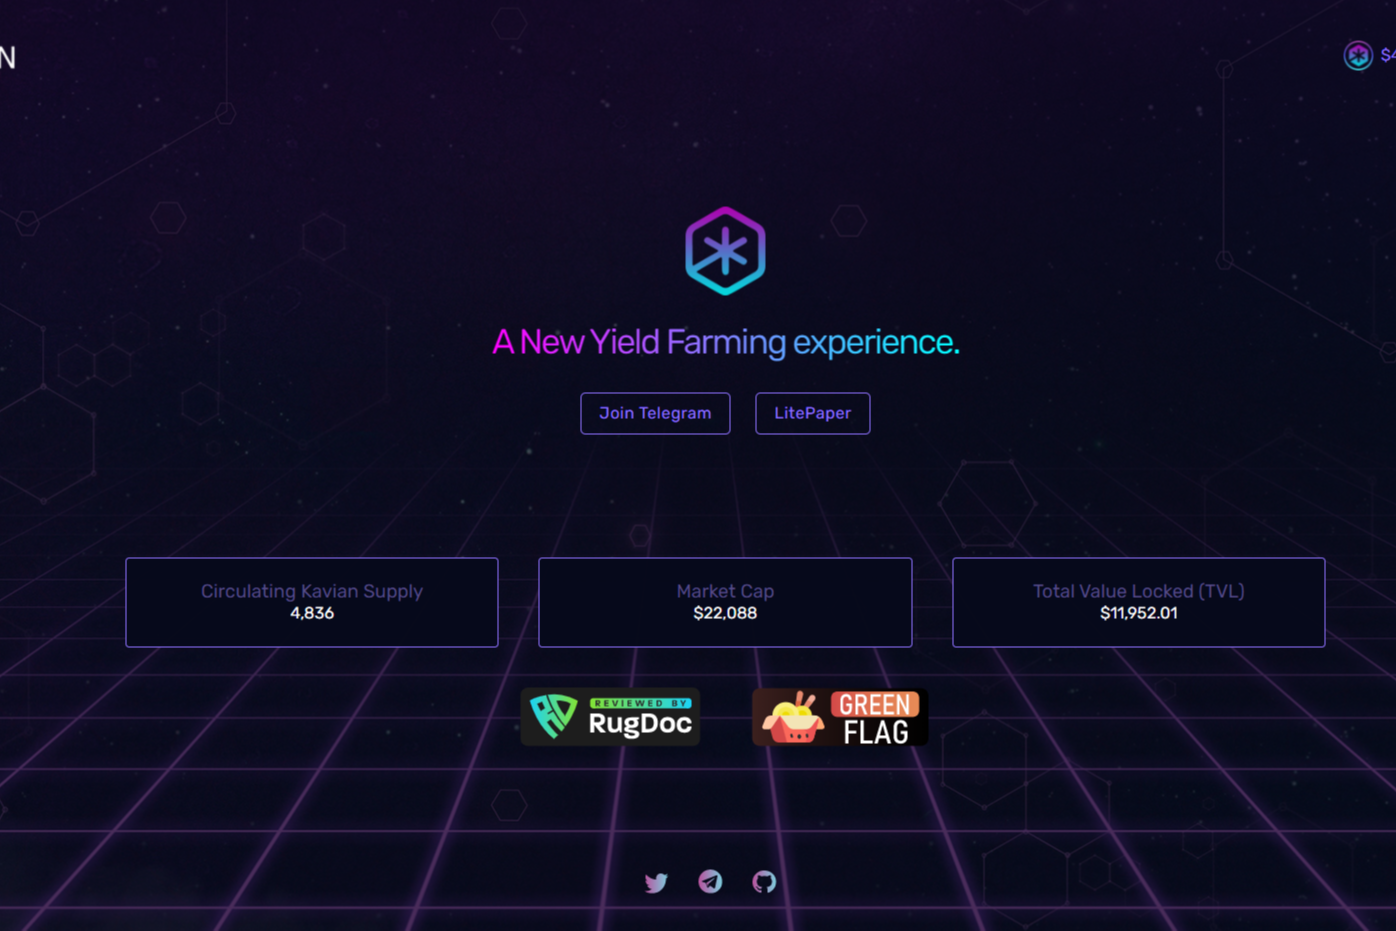 N
$4
A New Yield Farming experience.
Join Telegram
LitePaper
Circulating Kavian Supply
4,836
Market Cap
$22,088
Total Value Locked (TVL)
$11,952.01
REVIEWED BY
RugDoc
GREEN
FLAG